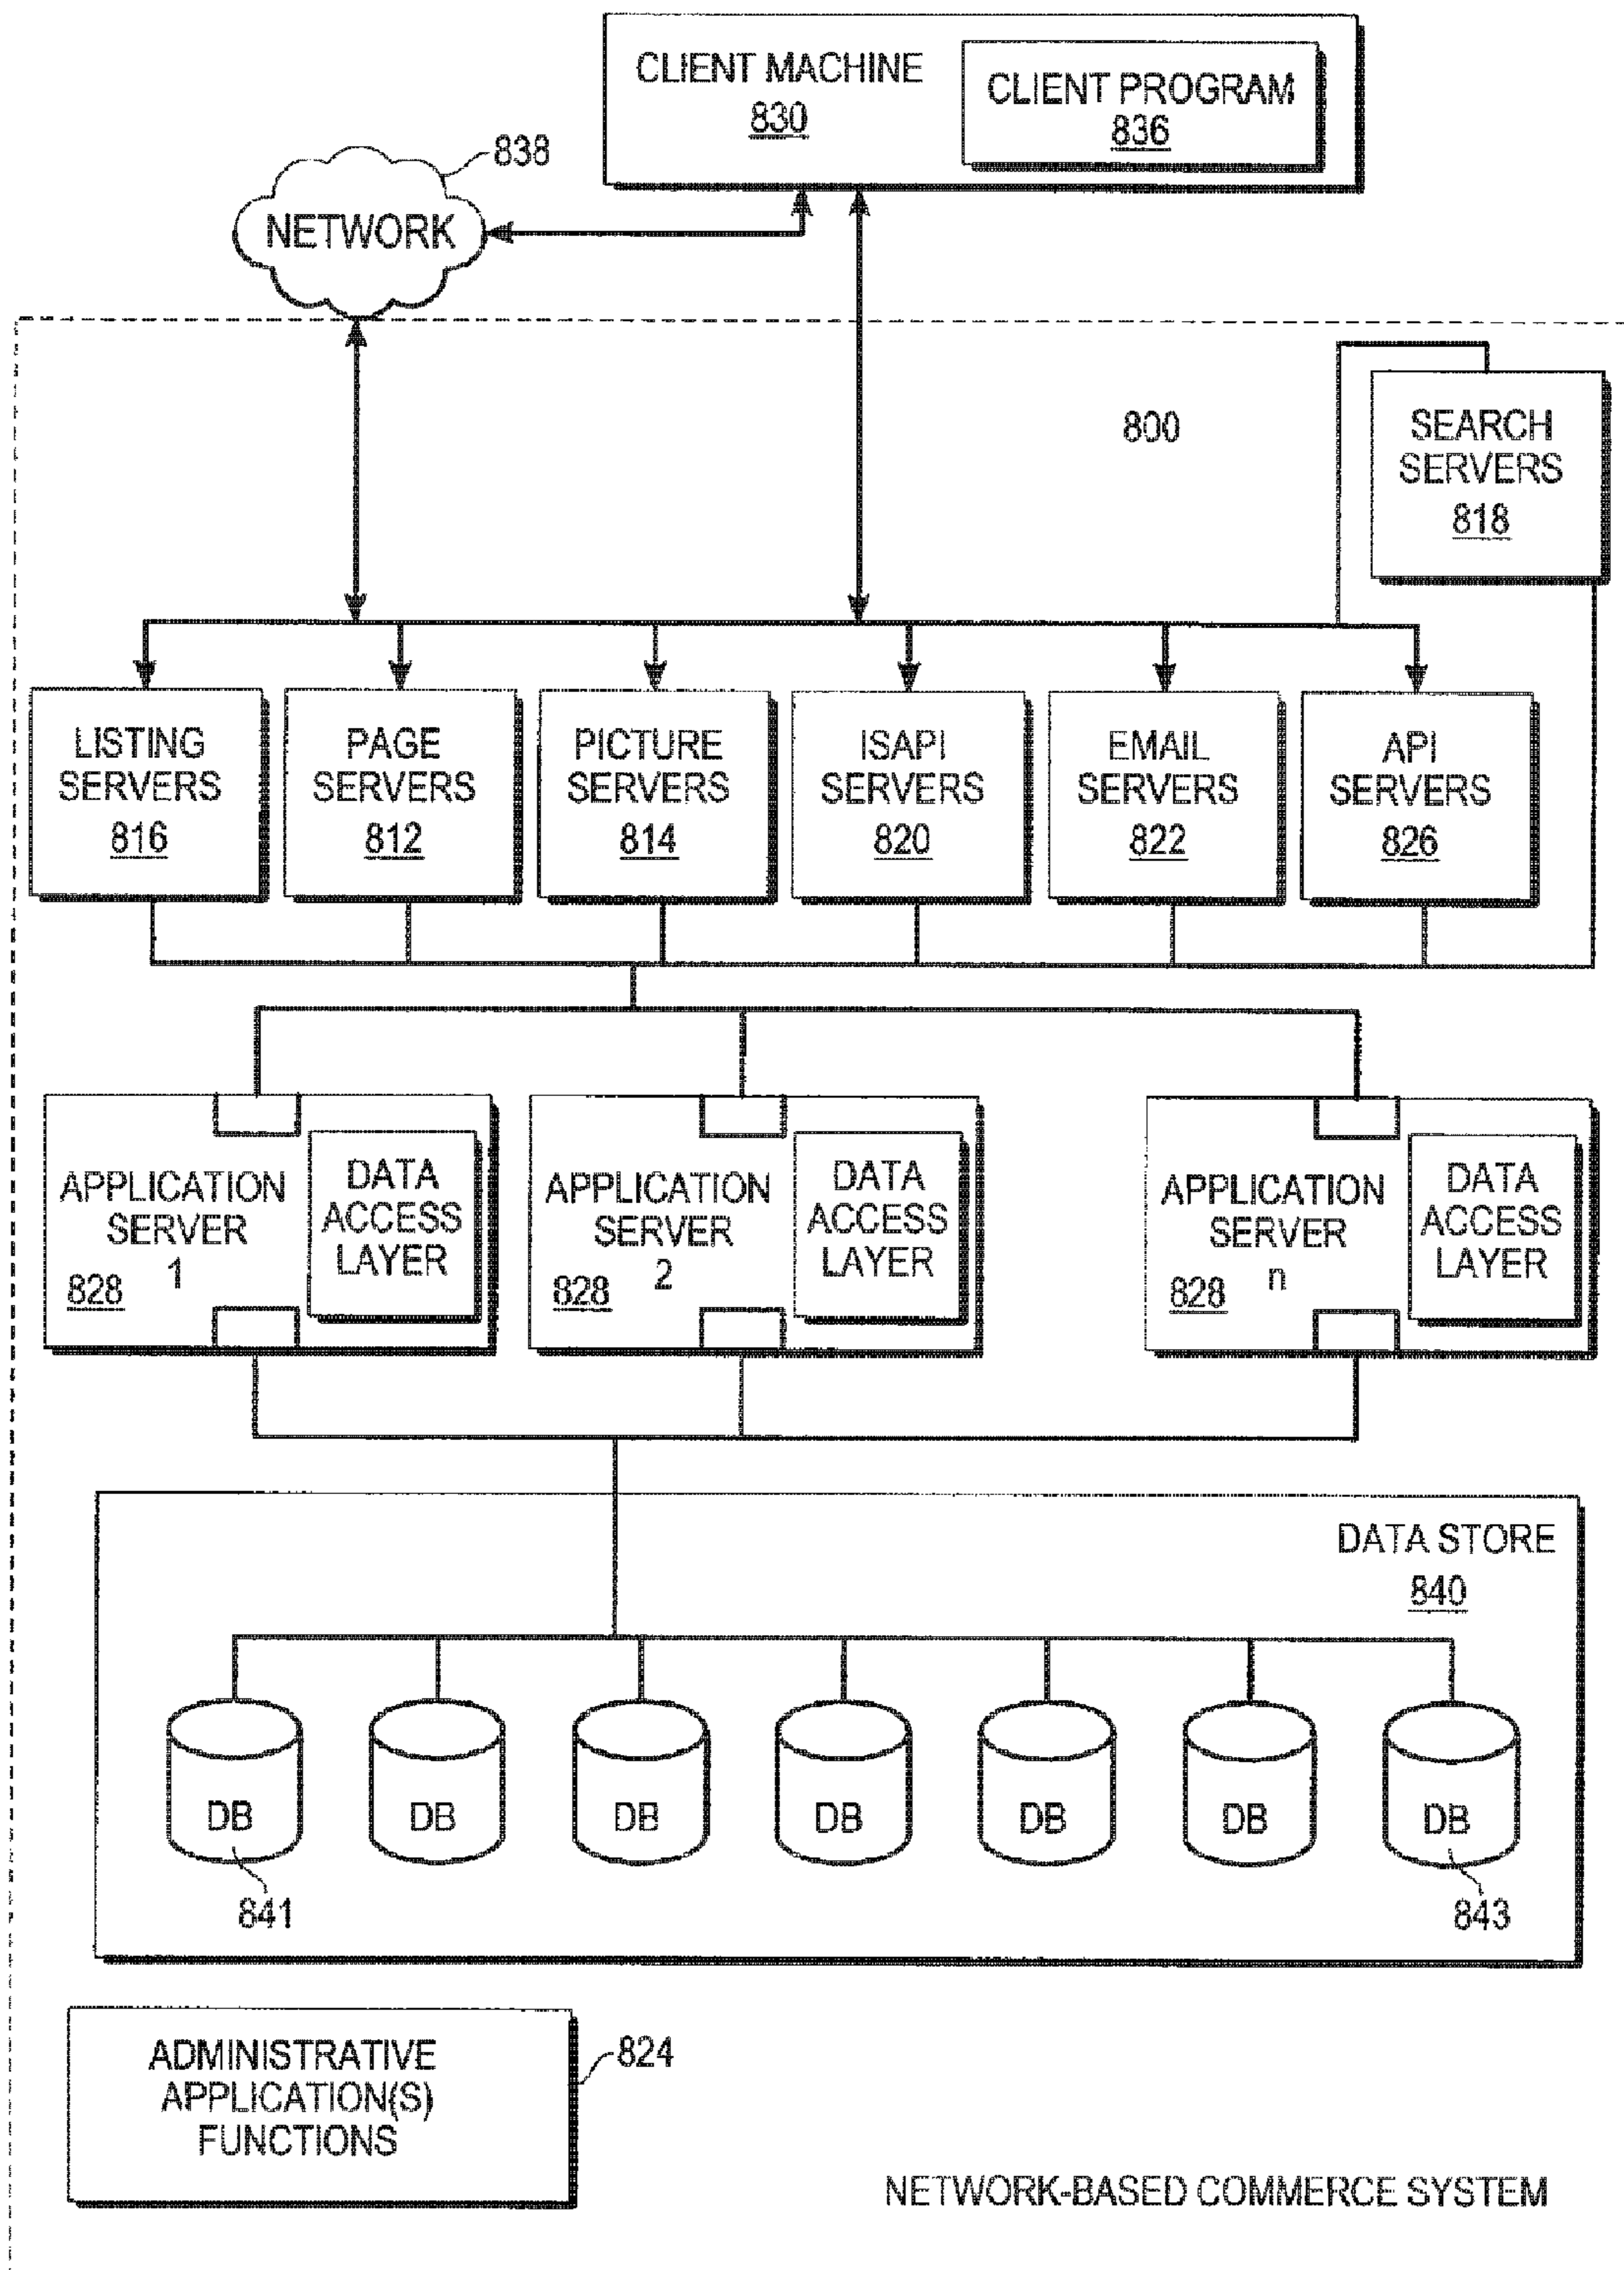 CLIENT MACHINE
830
CLIENT PROGRAM
836
838
NETWORK
800
SEARCH
SERVERS
818
LISTING
SERVERS
816
PAGE
SERVERS
812
PICTURE
SERVERS
814
ISAPI
SERVERS
820
EMAIL
SERVERS
822
API
SERVERS
826
APPLICATION
SERVER
1
828
DATA
ACCESS
LAYER
APPLICATION
SERVER
2
828
DATA
ACCESS
LAYER
APPLICATION
SERVER
n
828
DATA
ACCESS
LAYER
DATA STORE
840
DB
DB
DB
DB
DB
DB
DB
841
843
ADMINISTRATIVE
APPLICATION(S)
FUNCTIONS
824
NETWORK-BASED COMMERCE SYSTEM